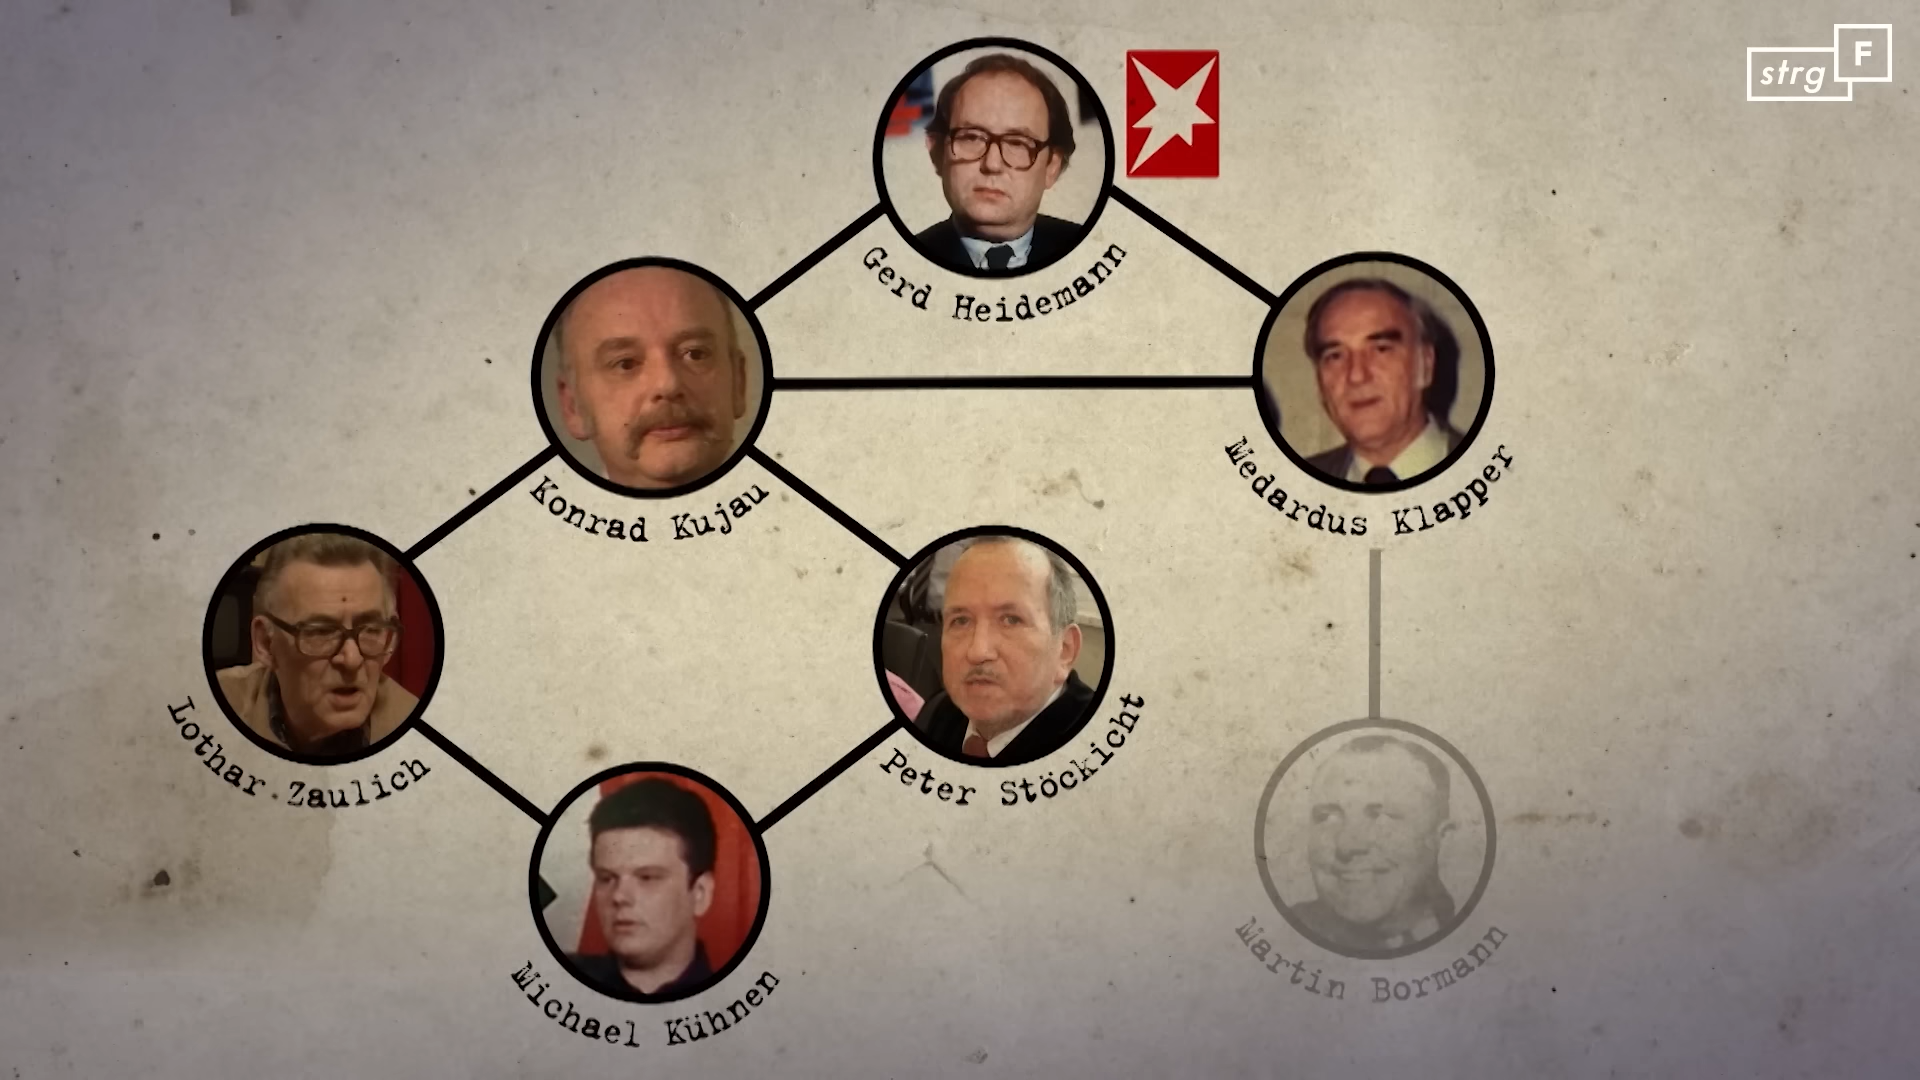 strg F
Gerd Heidemann
Konrad Kujau
Medardus Klapper
Lothar Zaulich
Peter Stöckicht
Michael Kühnen
Martin Bormann